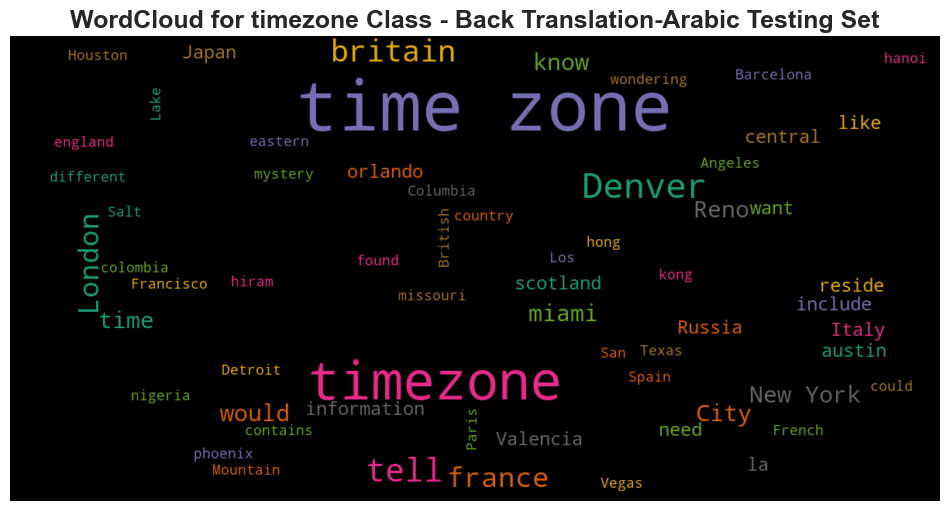 WordCloud for timezone Class - Back Translation-Arabic Testing Set
Houston
Japan
britain
know
wondering
Barcelona
hanoi
Lake
time zone
like
england
eastern
central
different
mystery
orlando
Columbia
Angeles
Denver
Salt
London
British
country
Reno
want
colombia
found
hong
Los
Francisco
hiram
missouri
scotland
kong
reside
include
time
miami
Russia
Italy
San
Texas
austin
Detroit
timezone
Spain
nigeria
would
information
New York
could
City
contains
Paris
Valencia
need
French
phoenix
Mountain
tell
france
la
Vegas